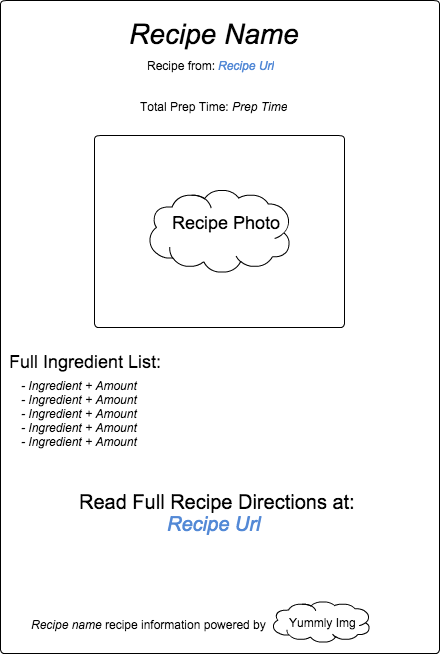 Recipe Name
Recipe from: Recipe Url
Total Prep Time: Prep Time
Recipe Photo
Full Ingredient List:
- Ingredient + Amount
- Ingredient + Amount
- Ingredient + Amount
- Ingredient + Amount
- Ingredient + Amount
Read Full Recipe Directions at:
Recipe Url
Recipe name recipe information powered by Yummly Img